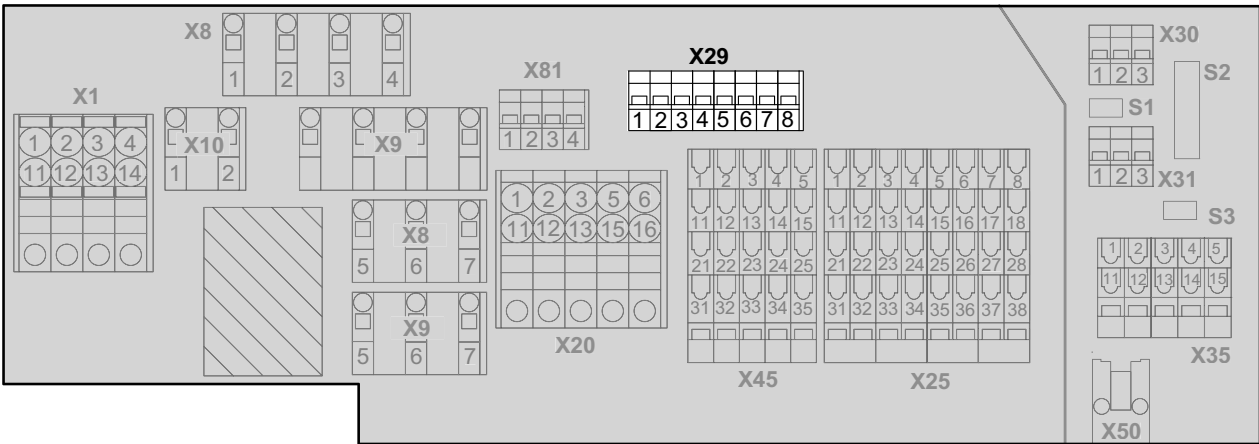 X8
1 2 3 4
X1
1 2 3 4
11 12 13 14
X10
1 2
X9
X8
5 6 7
X9
5 6 7
X81
1 2 3 4
X29
1 2 3 4 5 6 7 8
X20
1 2 3 5 6
11 12 13 15 16
1 2 3 4 5
11 12 13 14 15
21 22 23 24 25
31 32 33 34 35
X45
1 2 3 4 5 6 7 8
11 12 13 14 15 16 17 18
21 22 23 24 25 26 27 28
31 32 33 34 35 36 37 38
X25
X30
1 2 3
S2
S1
1 2 3
X31
S3
1 2 3 4 5
11 12 13 14 15
X35
X50